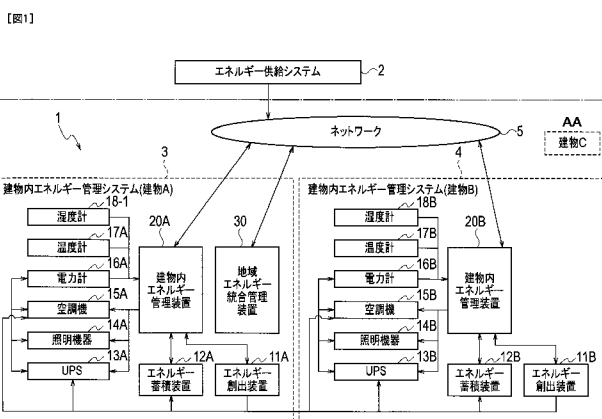 [図1]
エネルギー供給システム
2
1
ネットワーク
5
AA
建物C
3
4
建物内エネルギー管理システム(建物A)
18-1
湿度計
17A
温度計
16A
電力計
15A
空調機
14A
照明機器
13A
UPS
20A
建物内
エネルギー
管理装置
30
地域
エネルギー
統合管理
装置
12A
エネルギー
蓄積装置
11A
エネルギー
創出装置
建物内エネルギー管理システム(建物B)
18B
湿度計
17B
温度計
16B
電力計
15B
空調機
14B
照明機器
13B
UPS
20B
建物内
エネルギー
管理装置
12B
エネルギー
蓄積装置
11B
エネルギー
創出装置